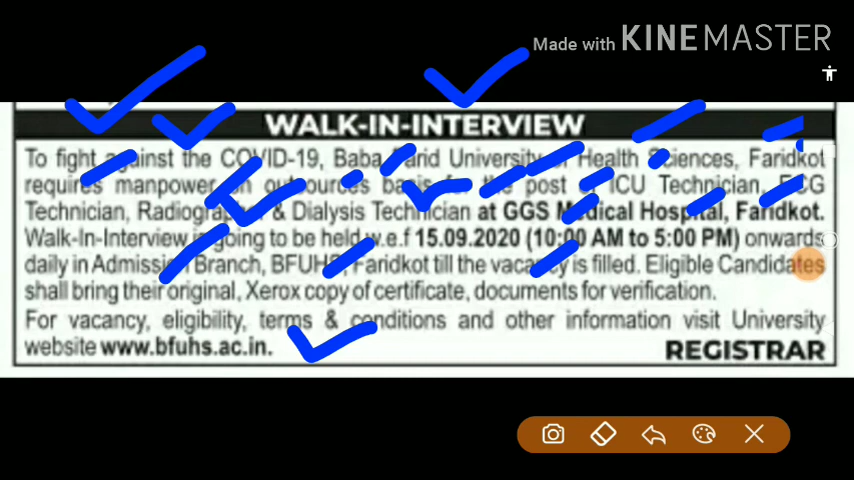 Made with KINEMASTER
WALK-IN-INTERVIEW
To fight against the COVID-19, Baba Farid University of Health Sciences, Faridkot
requires manpower on outsources basis for the post of ICU Technician, ECG
Technician, Radiographer & Dialysis Technician at GGS Medical Hospital, Faridkot.
Walk-In-Interview is going to be held w.e.f 15.09.2020 (10:00 AM to 5:00 PM) onwards
daily in Admission Branch, BFUHS, Faridkot till the vacancy is filled. Eligible Candidates
shall bring their original, Xerox copy of certificate, documents for verification.
For vacancy, eligibility, terms & conditions and other information visit University
website www.bfuhs.ac.in.
REGISTRAR